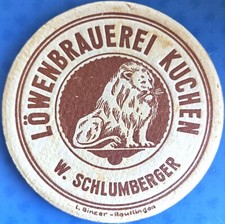 LÖWENBRAUEREI KUCHEN
W. SCHLUMBERGER